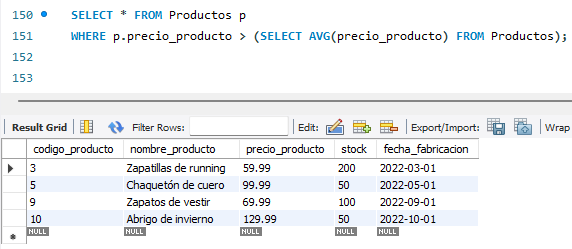 150 SELECT * FROM Productos p
151 WHERE p.precio_producto > (SELECT AVG(precio_producto) FROM Productos);
152
153
Result Grid Filter Rows: Edit: Export/Import: Wrap
codigo_producto nombre_producto precio_producto stock fecha_fabricacion
3 Zapatillas de running 59.99 200 2022-03-01
5 Chaquetón de cuero 99.99 50 2022-05-01
9 Zapatos de vestir 69.99 100 2022-09-01
10 Abrigo de invierno 129.99 50 2022-10-01
NULL NULL NULL NULL NULL